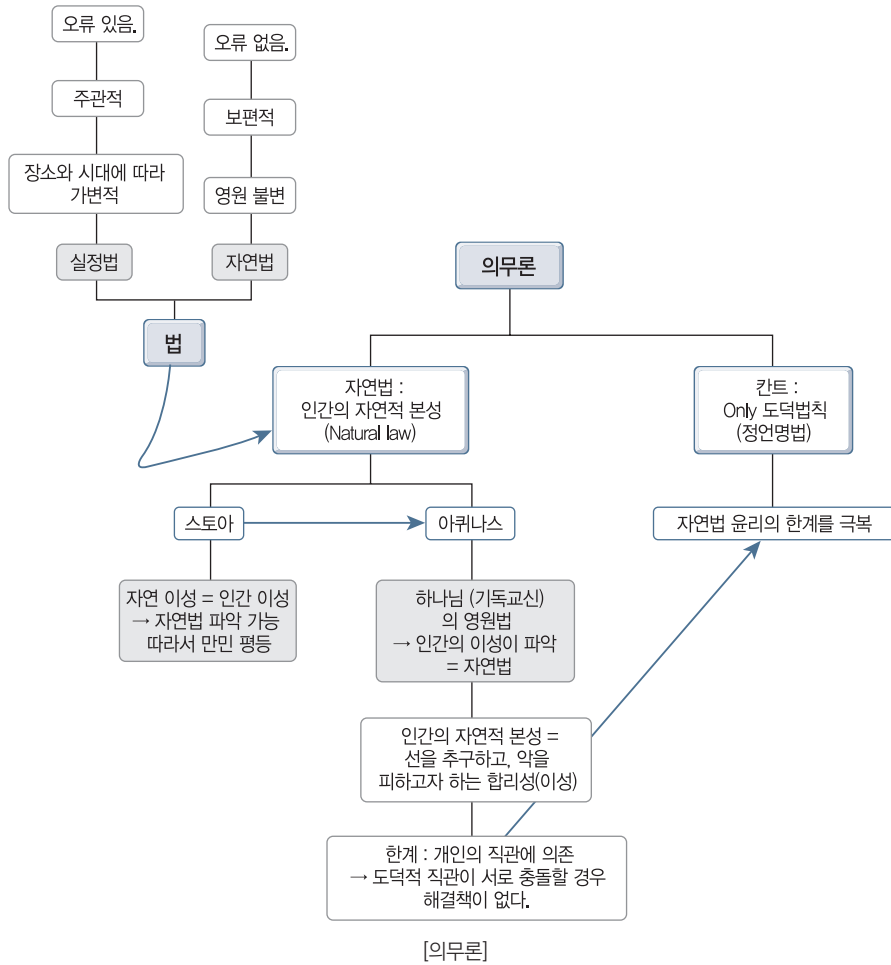 오류 있음.
오류 없음.
주관적
보편적
장소와 시대에 따라
가변적
영원 불변
실정법
자연법
의무론
법
자연법 :
인간의 자연적 본성
(Natural law)
칸트 :
Only 도덕법칙
(정언명법)
스토아
아퀴나스
자연법 윤리의 한계를 극복
자연 이성 = 인간 이성
→ 자연법 파악 가능
따라서 만민 평등
하나님 (기독교신)
의 영원법
→ 인간의 이성이 파악
= 자연법
인간의 자연적 본성 =
선을 추구하고, 악을
피하고자 하는 합리성(이성)
한계 : 개인의 직관에 의존
→ 도덕적 직관이 서로 충돌할 경우
해결책이 없다.
[의무론]